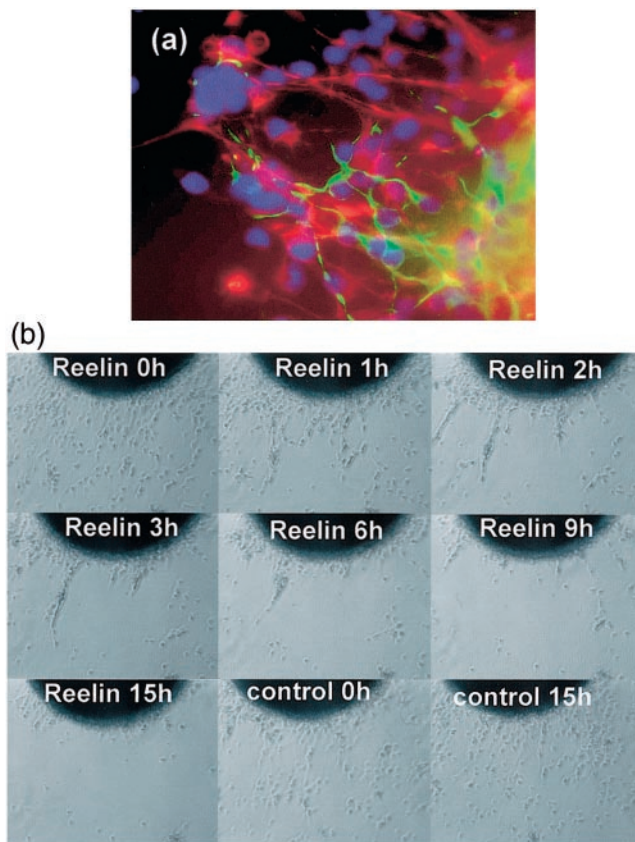 (a)
(b)
Reelin 0h
Reelin 1h
Reelin 2h
Reelin 3h
Reelin 6h
Reelin 9h
Reelin 15h
control 0h
control 15h